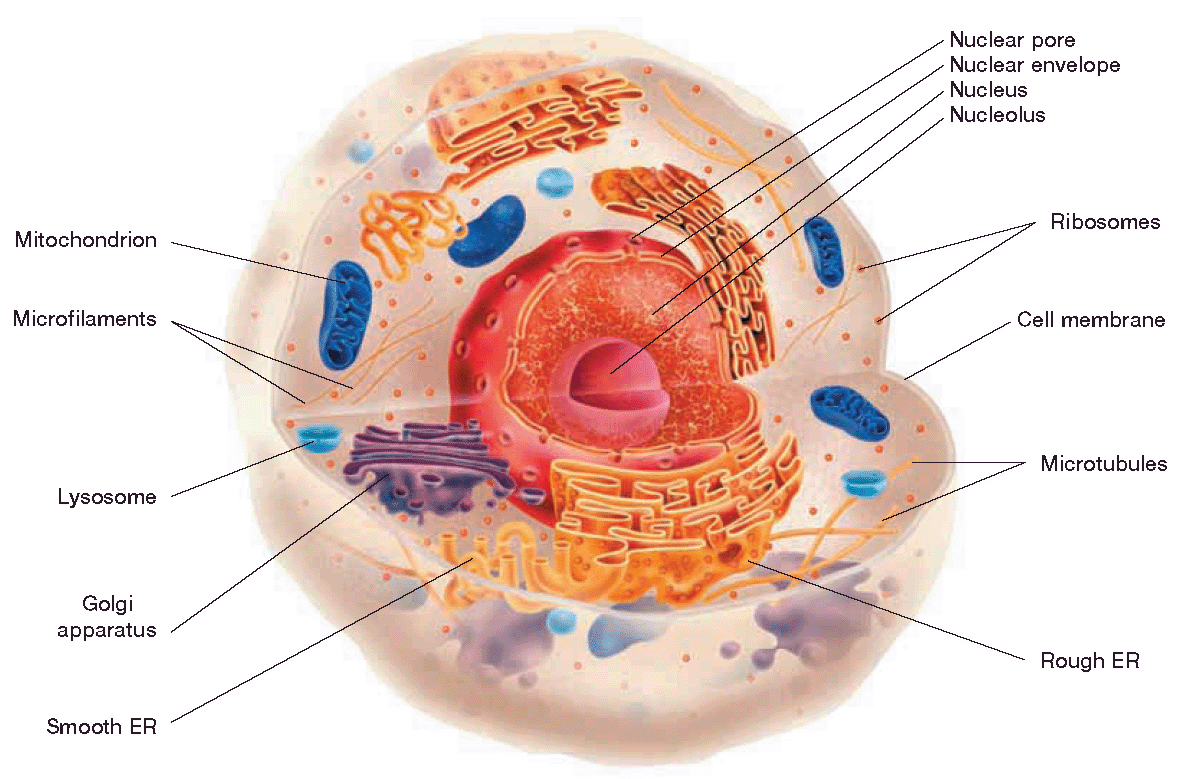 Nuclear pore
Nuclear envelope
Nucleus
Nucleolus
Ribosomes
Mitochondrion
Microfilaments
Cell membrane
Microtubules
Lysosome
Golgi
apparatus
Rough ER
Smooth ER